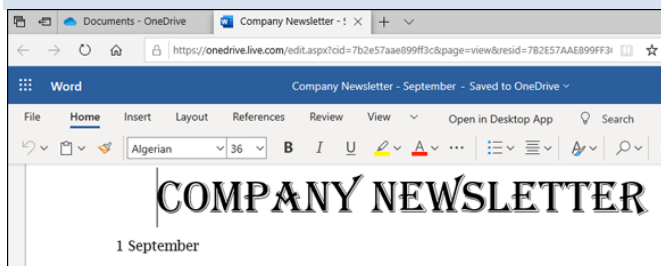 Documents - OneDrive Company Newsletter - S
https://onedrive.live.com/edit.aspx?cid=7b2e57aae899ff3c&page=view&resid=7B2E57AAE899FF3
Word Company Newsletter - September - Saved to OneDrive
File Home Insert Layout References Review View Open in Desktop App Search
Algerian 36 B I U A
COMPANY NEWSLETTER
1 September